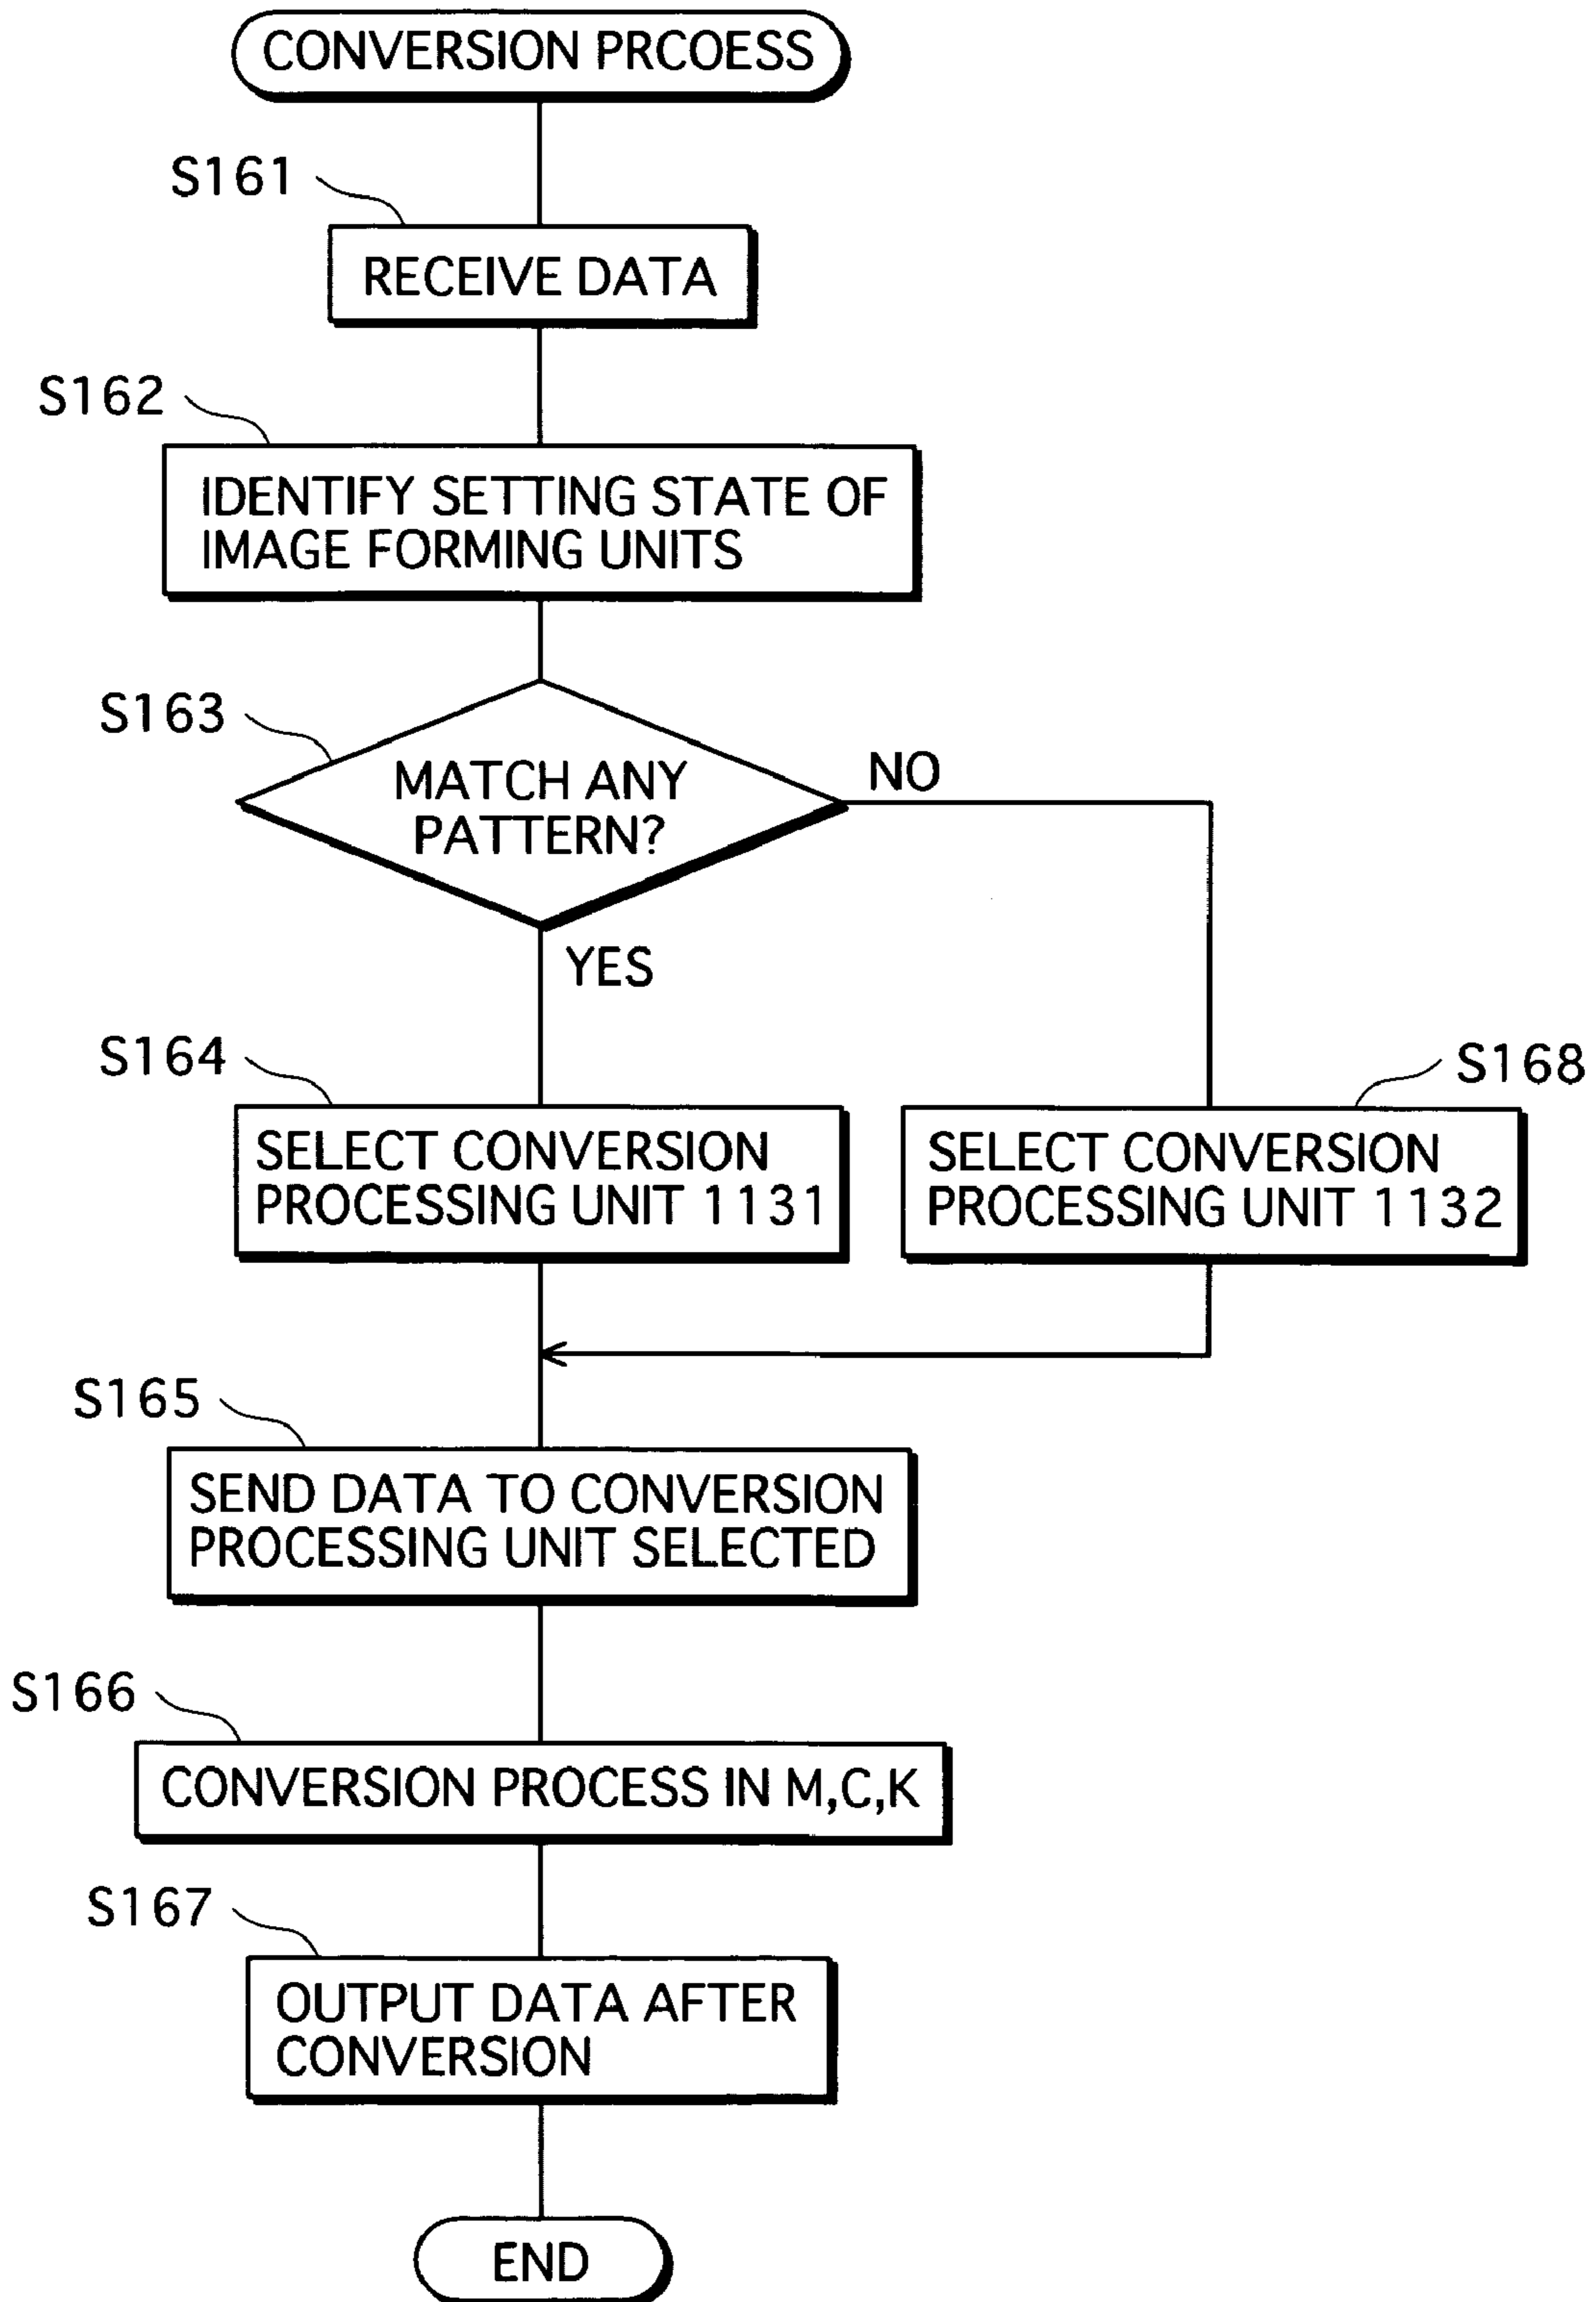 CONVERSION PRCOESS
S161
RECEIVE DATA
S162
IDENTIFY SETTING STATE OF
IMAGE FORMING UNITS
S163
MATCH ANY
PATTERN?
NO
YES
S164
SELECT CONVERSION
PROCESSING UNIT 1131
S168
SELECT CONVERSION
PROCESSING UNIT 1132
S165
SEND DATA TO CONVERSION
PROCESSING UNIT SELECTED
S166
CONVERSION PROCESS IN M,C,K
S167
OUTPUT DATA AFTER
CONVERSION
END